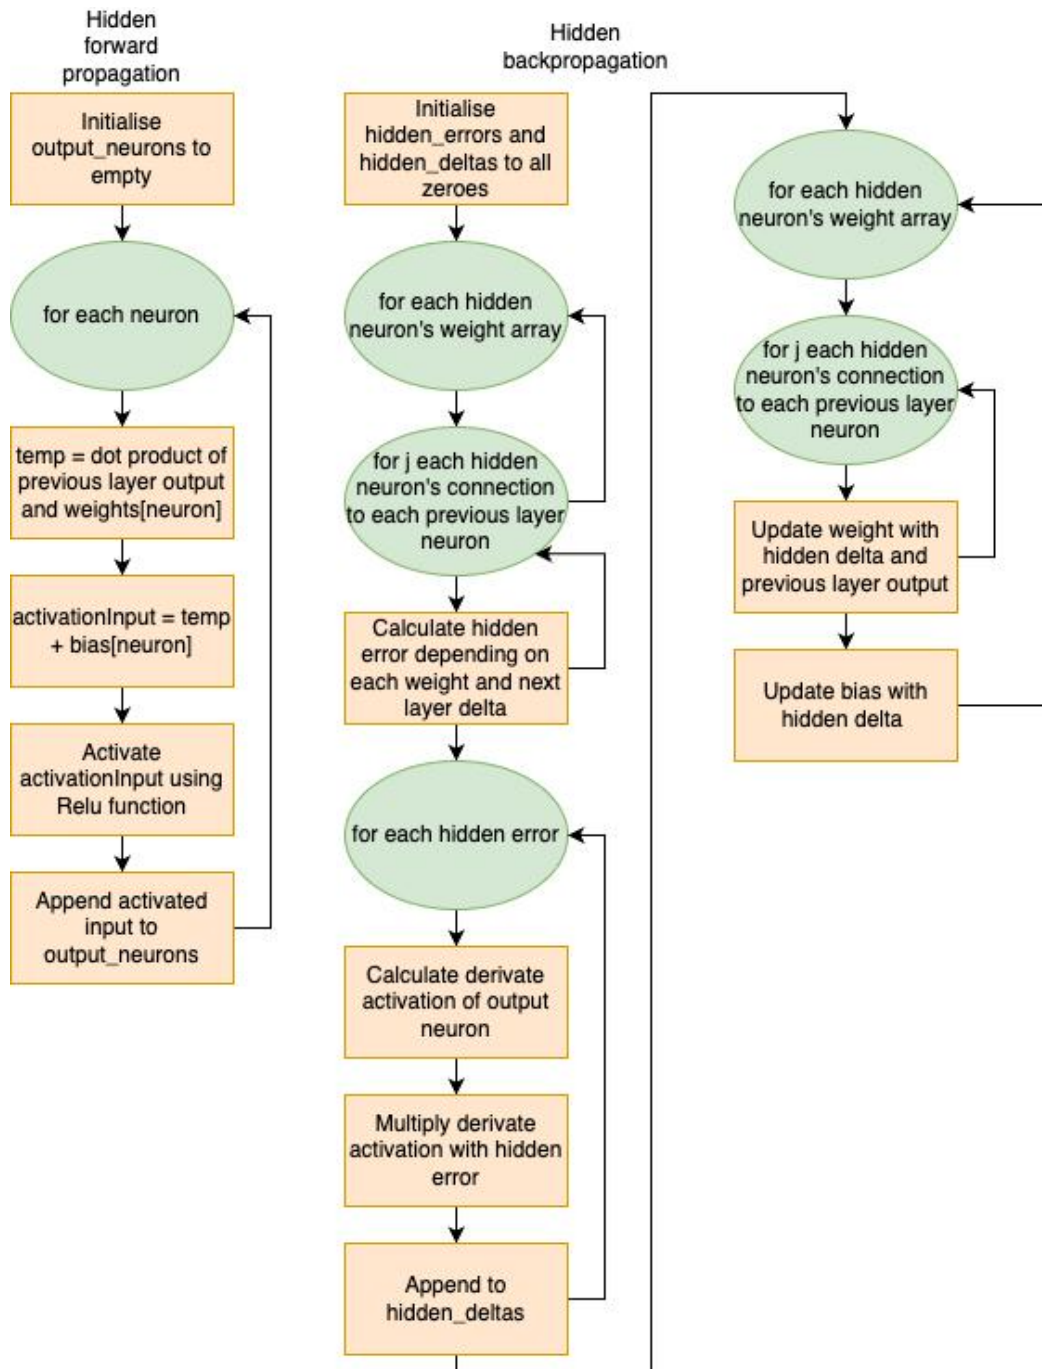 Hidden
forward
propagation
Initialise
output_neurons to
empty
for each neuron
temp = dot product of
previous layer output
and weights[neuron]
activationInput = temp
+ bias[neuron]
Activate
activationInput using
Relu function
Append activated
input to
output_neurons
Hidden
backpropagation
Initialise
hidden_errors and
hidden_deltas to all
zeroes
for each hidden
neuron's weight array
for j each hidden
neuron's connection
to each previous layer
neuron
Calculate hidden
error depending on
each weight and next
layer delta
for each hidden error
Calculate derivate
activation of output
neuron
Multiply derivate
activation with hidden
error
Append to
hidden_deltas
for each hidden
neuron's weight array
for j each hidden
neuron's connection
to each previous layer
neuron
Update weight with
hidden delta and
previous layer output
Update bias with
hidden delta